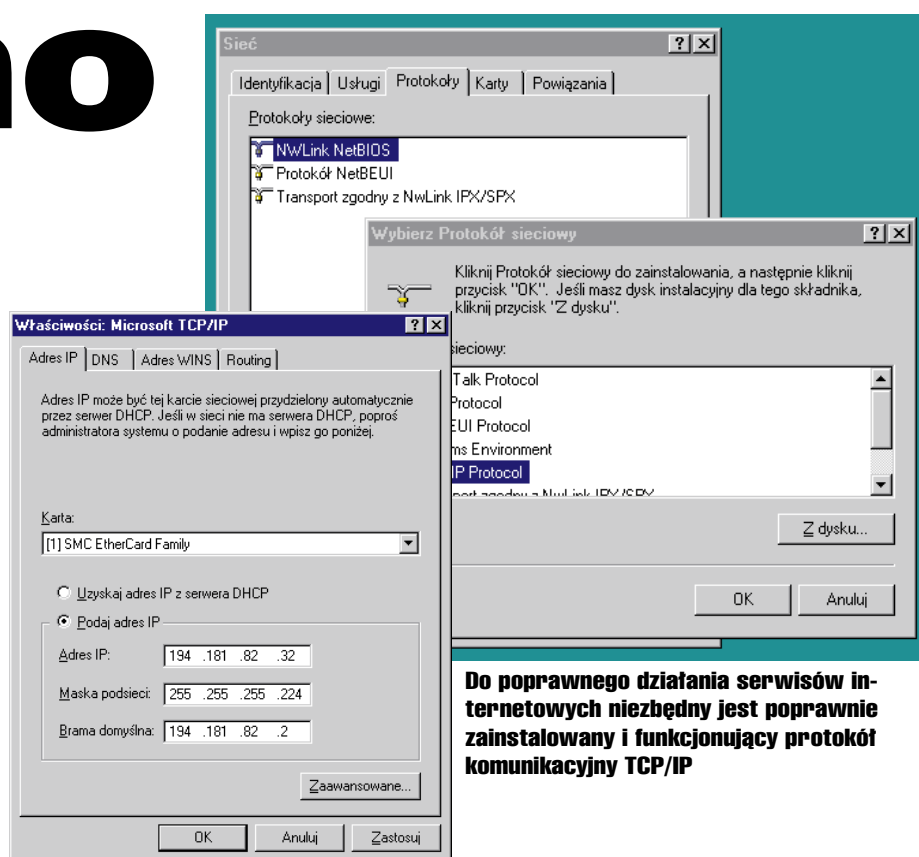 no
Sieć
Identyfikacja Usługi Protokoły Karty Powiązania
Protokoły sieciowe:
NWLink NetBIOS
Protokół NetBEUI
Transport zgodny z NwLink IPX/SPX
Wybierz Protokół sieciowy
Kliknij Protokół sieciowy do zainstalowania, a następnie kliknij
przycisk "OK". Jeśli masz dysk instalacyjny dla tego składnika,
kliknij przycisk "Z dysku".
sieciowy:
Talk Protocol
Protocol
EUI Protocol
ms Environment
IP Protocol
port zgodny z NwLink IPX/SPX
Z dysku...
OK Anuluj
Właściwości: Microsoft TCP/IP
Adres IP DNS Adres WINS Routing
Adres IP może być tej karcie sieciowej przydzielony automatycznie
przez serwer DHCP. Jeśli w sieci nie ma serwera DHCP, poproś
administratora systemu o podanie adresu i wpisz go poniżej.
Karta:
[1] SMC EtherCard Family
Uzyskaj adres IP z serwera DHCP
Podaj adres IP
Adres IP: 194 .181 .82 .32
Maska podsieci: 255 .255 .255 .224
Brama domyślna: 194 .181 .82 .2
Zaawansowane...
OK Anuluj Zastosuj
Do poprawnego działania serwisów in-
ternetowych niezbędny jest poprawnie
zainstalowany i funkcjonujący protokół
komunikacyjny TCP/IP